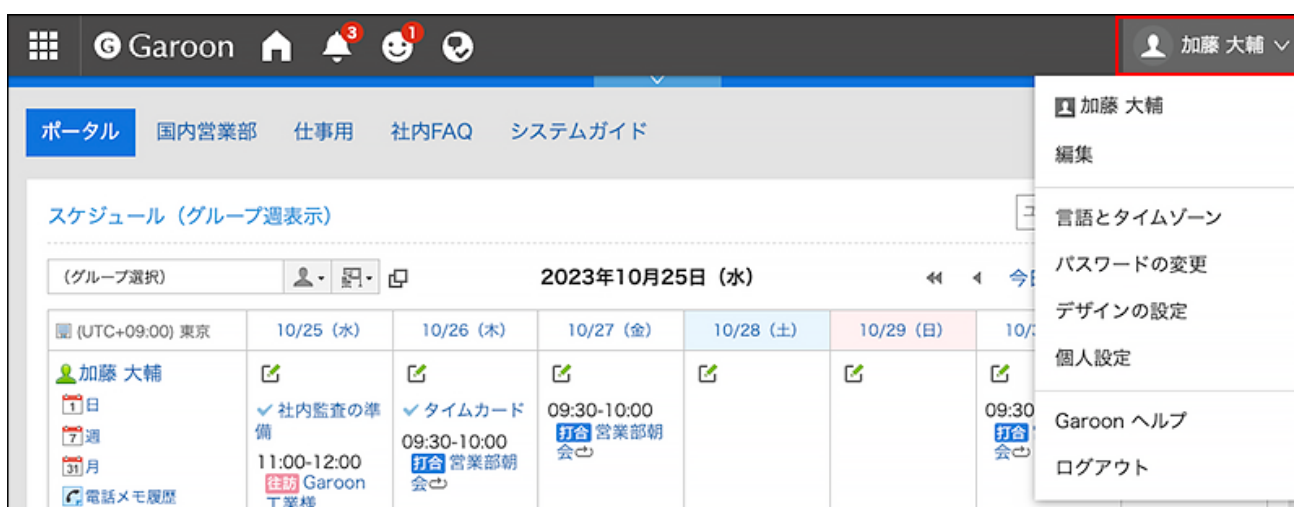 Garoon 3 1 加藤 大輔
ポータル 国内営業部 仕事用 社内FAQ システムガイド
加藤 大輔
編集
言語とタイムゾーン
パスワードの変更
デザインの設定
個人設定
Garoon ヘルプ
ログアウト
スケジュール（グループ週表示）
（グループ選択） 2023年10月25日（水）
(UTC+09:00) 東京 10/25（水） 10/26（木） 10/27（金） 10/28（土） 10/29（日）
加藤 大輔
1 日
7 週
31 月
電話メモ履歴
社内監査の準
備
11:00-12:00
往訪 Garoon
工業様
タイムカード
09:30-10:00
打合 営業部朝
会
09:30-10:00
打合 営業部朝
会
09:30
打合
会